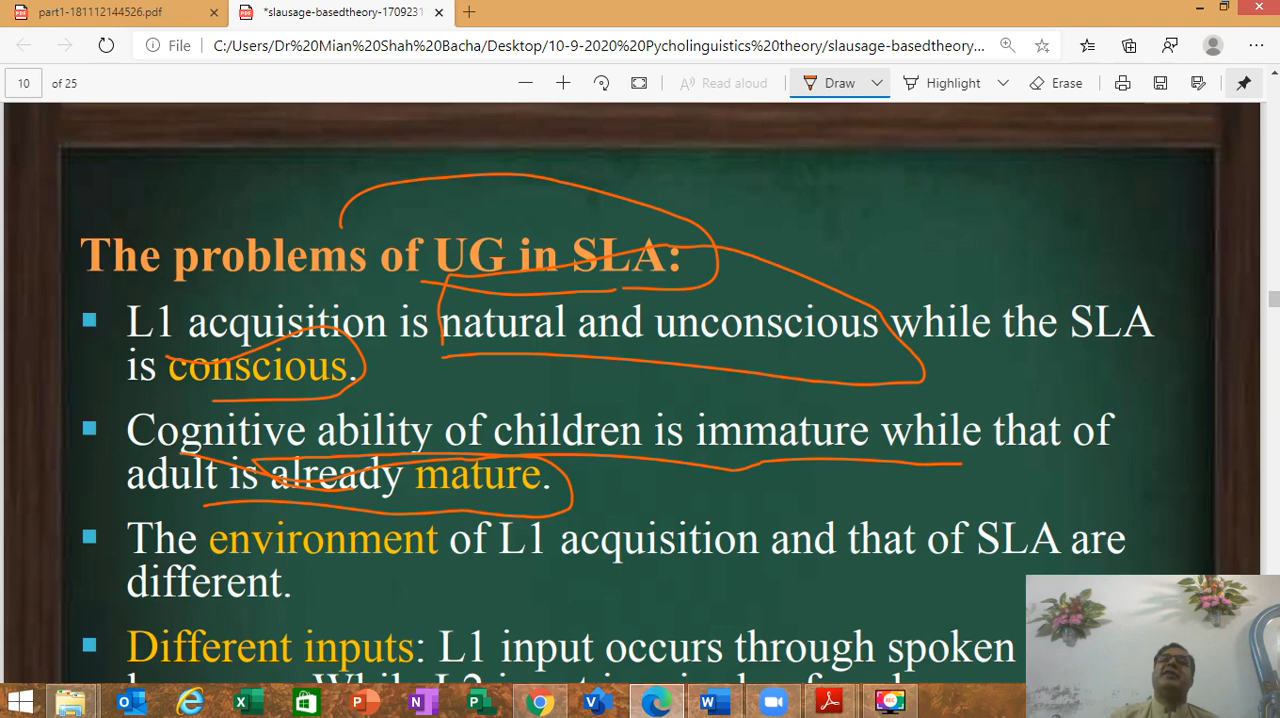 part1-181112144526.pdf
*slausage-basedtheory-1709231
File C:/Users/Dr%20Mian%20Shah%20Bacha/Desktop/10-9-2020%20Pycholinguistics%20theory/slausage-basedtheory...
10 of 25
Read aloud Draw Highlight Erase
The problems of UG in SLA:
L1 acquisition is natural and unconscious while the SLA
is conscious.
Cognitive ability of children is immature while that of
adult is already mature.
The environment of L1 acquisition and that of SLA are
different.
Different inputs: L1 input occurs through spoken